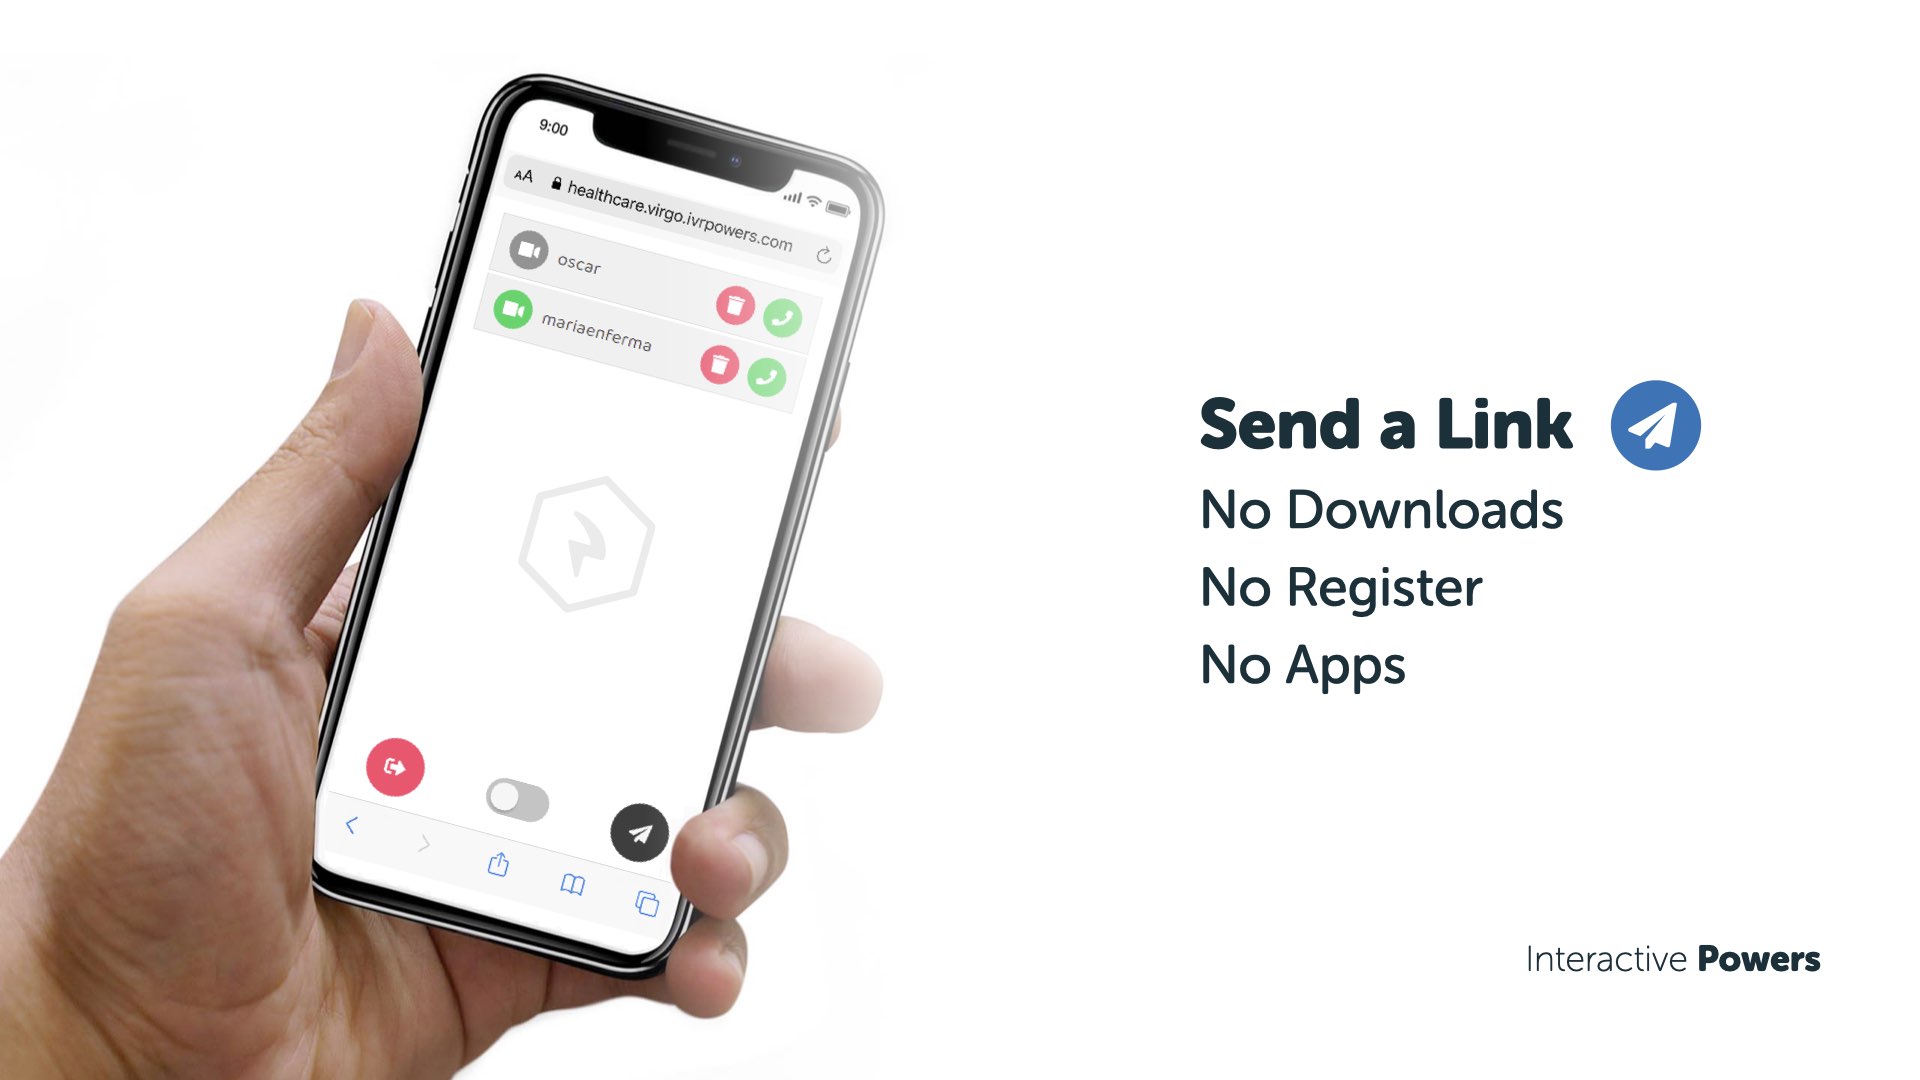 9:00
AA healthcare.virgo.ivrpowers.com
oscar
mariaenferma
Send a Link
No Downloads
No Register
No Apps
Interactive Powers